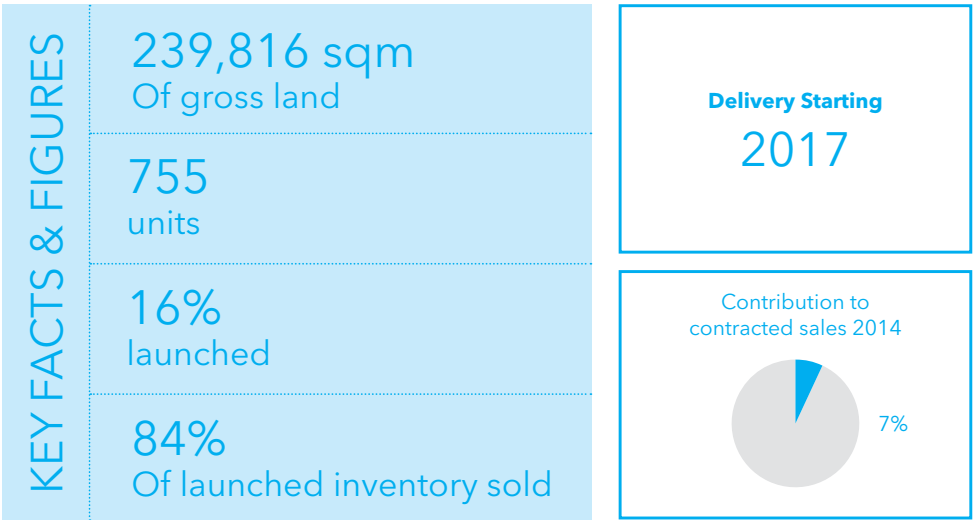 KEY FACTS & FIGURES
239,816 sqm
Of gross land
755
units
16%
launched
84%
Of launched inventory sold
Delivery Starting
2017
Contribution to
contracted sales 2014
7%